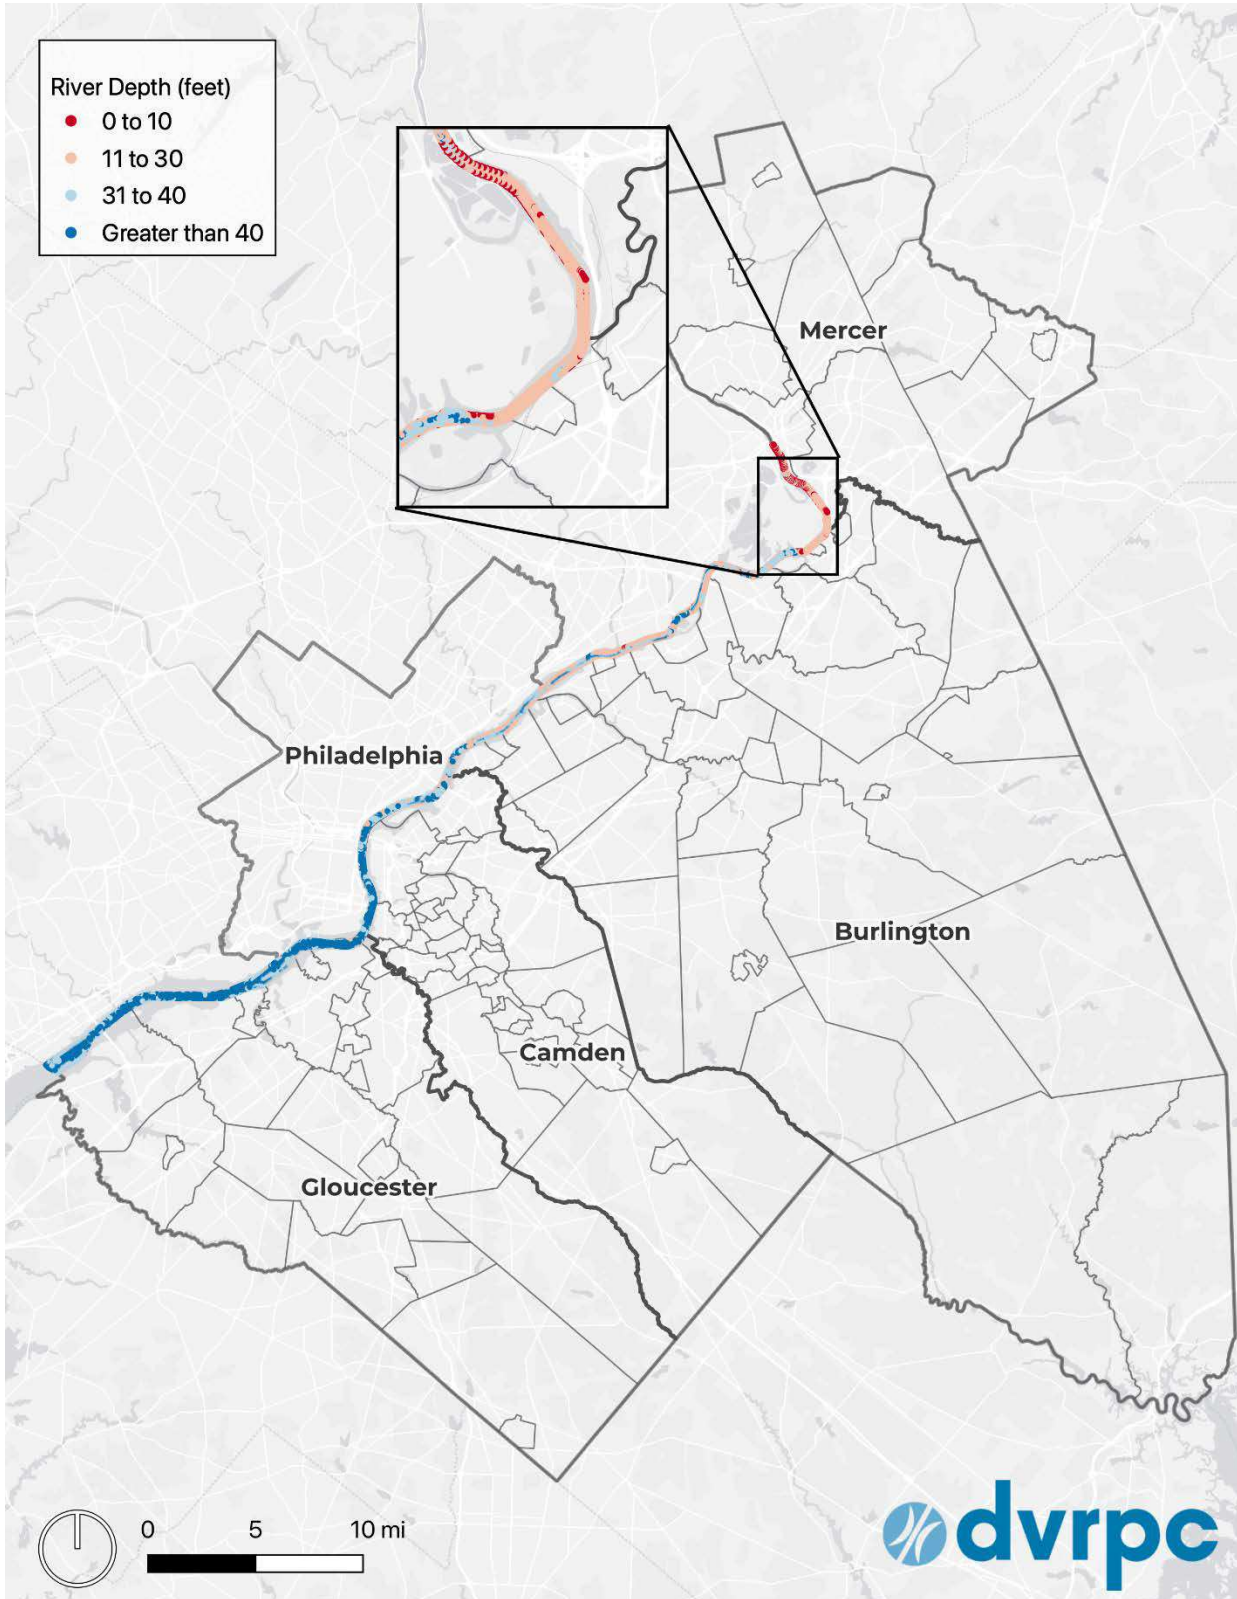 River Depth (feet)
0 to 10
11 to 30
31 to 40
Greater than 40
Mercer
Philadelphia
Burlington
Camden
Gloucester
0 5 10 mi
dvrpc